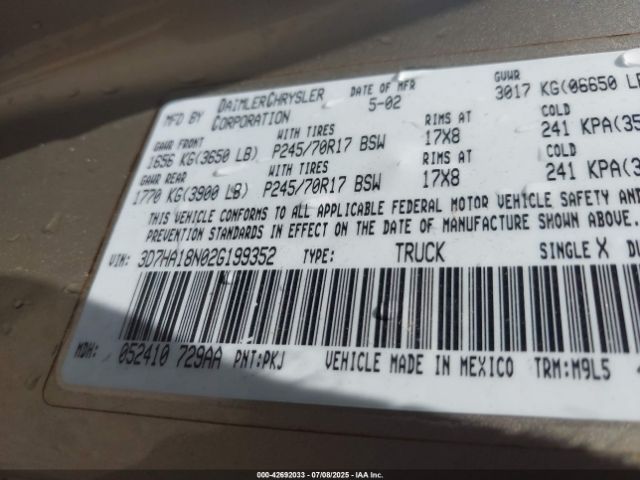 MFD BY DAIMLERCHRYSLER CORPORATION DATE OF MFR 5-02 GVWR 3017 KG(06650 L
GAWR FRONT WITH TIRES RIMS AT COLD
1656 KG(3650 LB) P245/70R17 BSW 17X8 241 KPA(35
GAWR REAR WITH TIRES RIMS AT COLD
1770 KG(3900 LB) P245/70R17 BSW 17X8 241 KPA(3
THIS VEHICLE CONFORMS TO ALL APPLICABLE FEDERAL MOTOR VEHICLE SAFETY AND
PREVENTION STANDARDS IN EFFECT ON THE DATE OF MANUFACTURE SHOWN ABOVE.
VIN: 3D7HA18N02G199352 TYPE: TRUCK SINGLE X DU
MDH: 052410 729AA PNT:PKJ VEHICLE MADE IN MEXICO TRM:M9L5
000-42692033 - 07/08/2025 - IAA Inc.